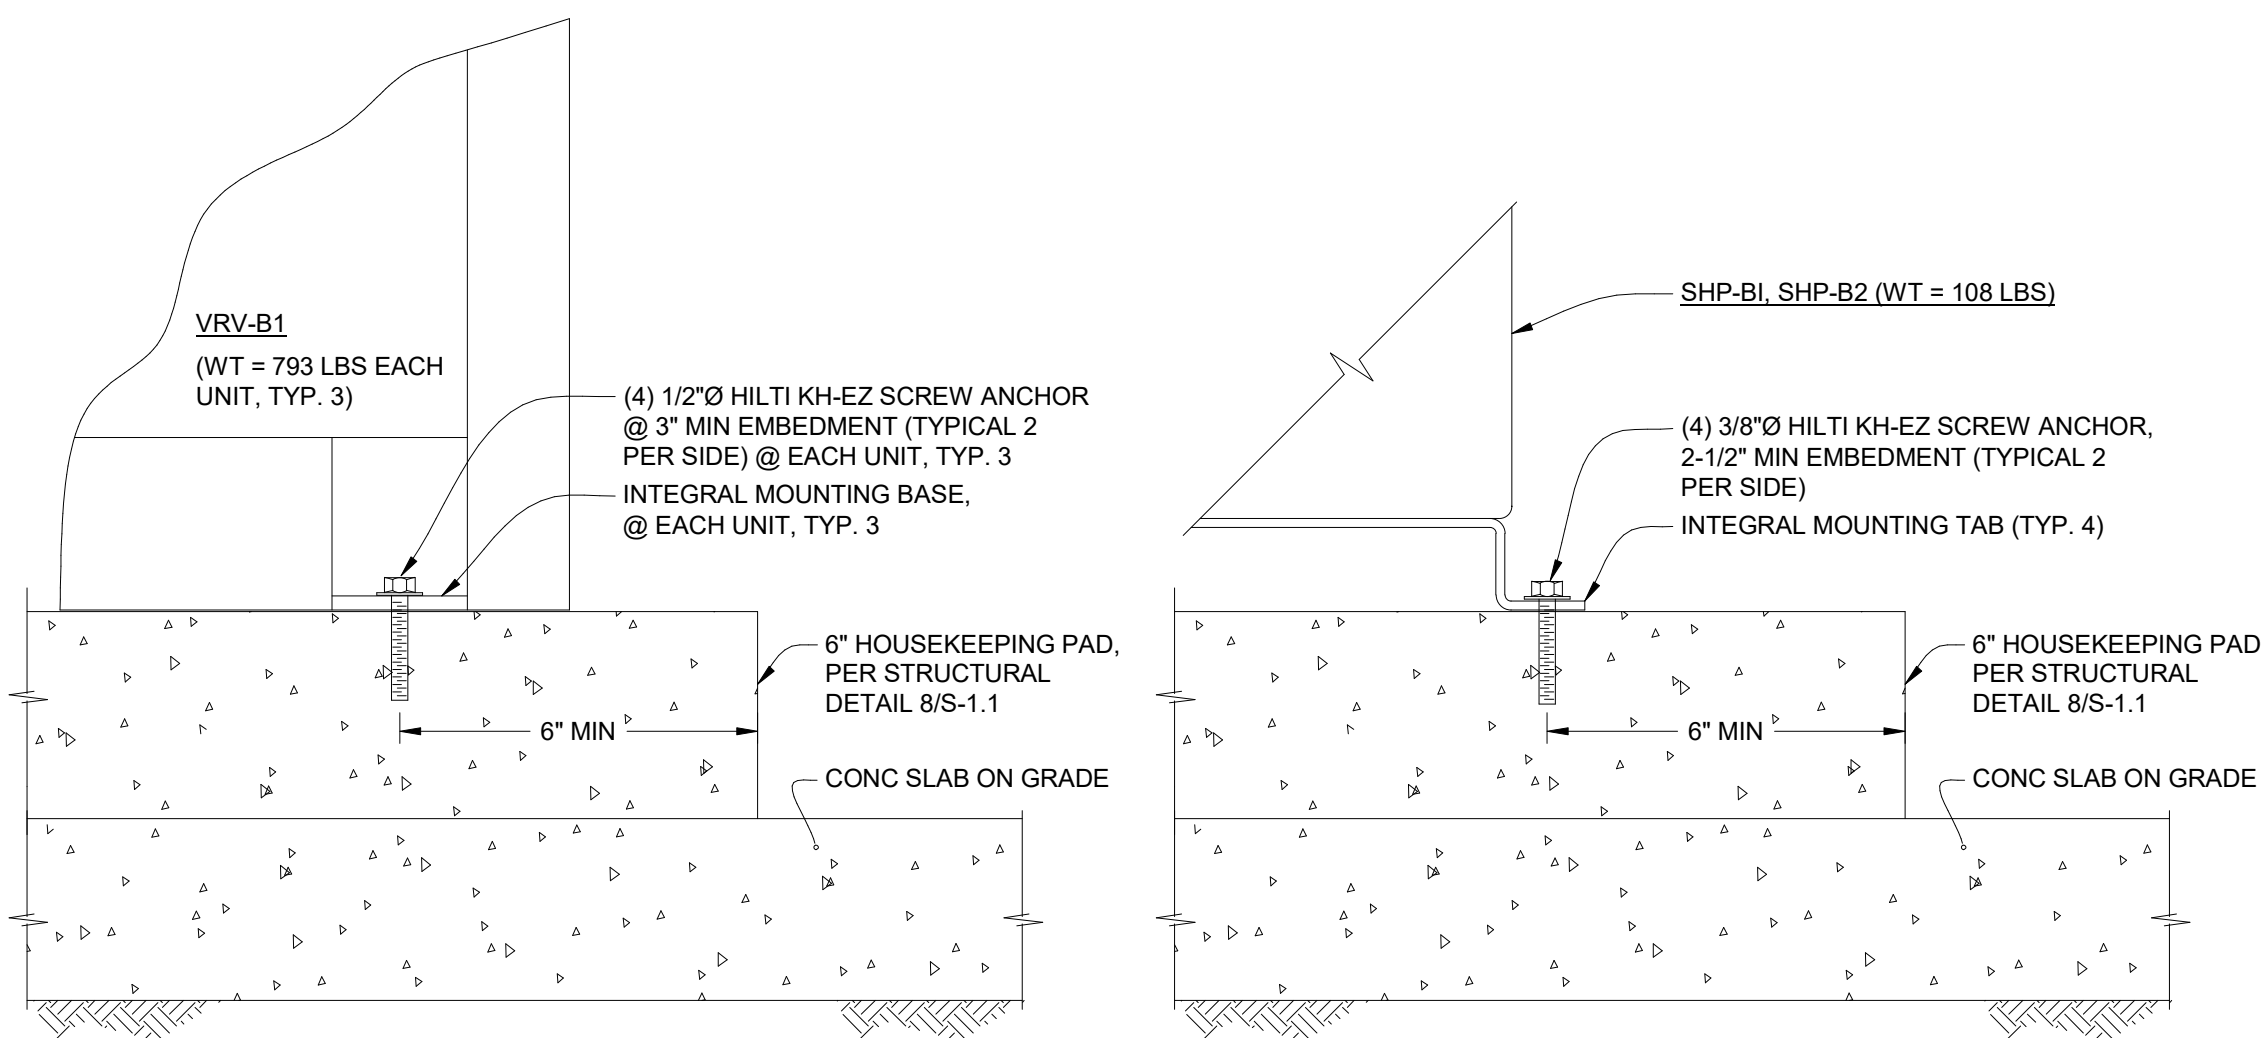 VRV-B1
(WT = 793 LBS EACH
UNIT, TYP. 3)
(4) 1/2"Ø HILTI KH-EZ SCREW ANCHOR
@ 3" MIN EMBEDMENT (TYPICAL 2
PER SIDE) @ EACH UNIT, TYP. 3
INTEGRAL MOUNTING BASE,
@ EACH UNIT, TYP. 3
6" HOUSEKEEPING PAD,
PER STRUCTURAL
DETAIL 8/S-1.1
6" MIN
CONC SLAB ON GRADE
SHP-BI, SHP-B2 (WT = 108 LBS)
(4) 3/8"Ø HILTI KH-EZ SCREW ANCHOR,
2-1/2" MIN EMBEDMENT (TYPICAL 2
PER SIDE)
INTEGRAL MOUNTING TAB (TYP. 4)
6" HOUSEKEEPING PAD
PER STRUCTURAL
DETAIL 8/S-1.1
6" MIN
CONC SLAB ON GRADE